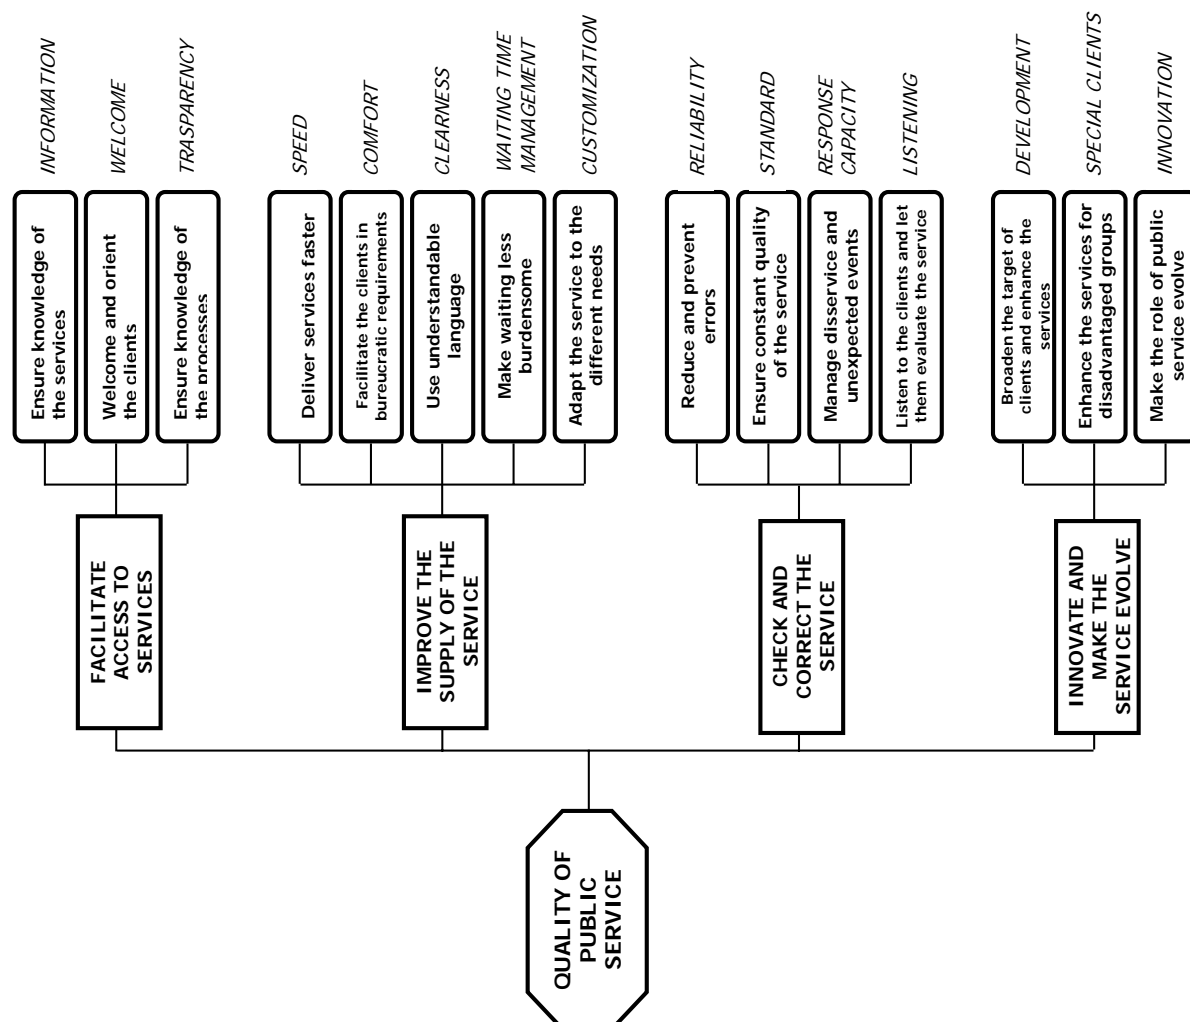 QUALITY OF
PUBLIC
SERVICE
FACILITATE
ACCESS TO
SERVICES
Ensure knowledge of
the services
INFORMATION
Welcome and orient
the clients
WELCOME
Ensure knowledge of
the processes
TRASPARENCY
IMPROVE THE
SUPPLY OF THE
SERVICE
Deliver services faster
SPEED
Facilitate the clients in
bureucratic requirements
COMFORT
Use understandable
language
CLEARNESS
Make waiting less
burdensome
WAITING TIME
MANAGEMENT
Adapt the service to the
different needs
CUSTOMIZATION
CHECK AND
CORRECT THE
SERVICE
Reduce and prevent
errors
RELIABILITY
Ensure constant quality
of the service
STANDARD
Manage disservice and
unexpected events
RESPONSE
CAPACITY
Listen to the clients and let
them evaluate the service
LISTENING
INNOVATE AND
MAKE THE
SERVICE EVOLVE
Broaden the target of
clients and enhance the
services
DEVELOPMENT
Enhance the services for
disadvantaged groups
SPECIAL CLIENTS
Make the role of public
service evolve
INNOVATION